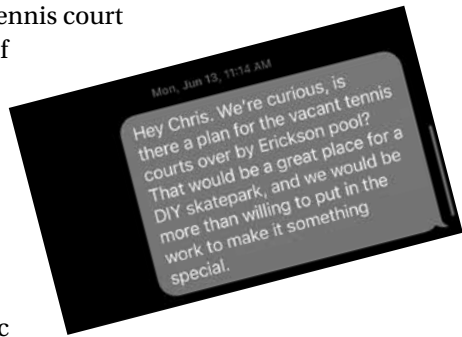 ennis court
f
Mon, Jun 13, 11:14 AM
Hey Chris. We're curious, is
there a plan for the vacant tennis
courts over by Erickson pool?
That would be a great place for a
DIY skatepark, and we would be
more than willing to put in the
work to make it something
special.
c